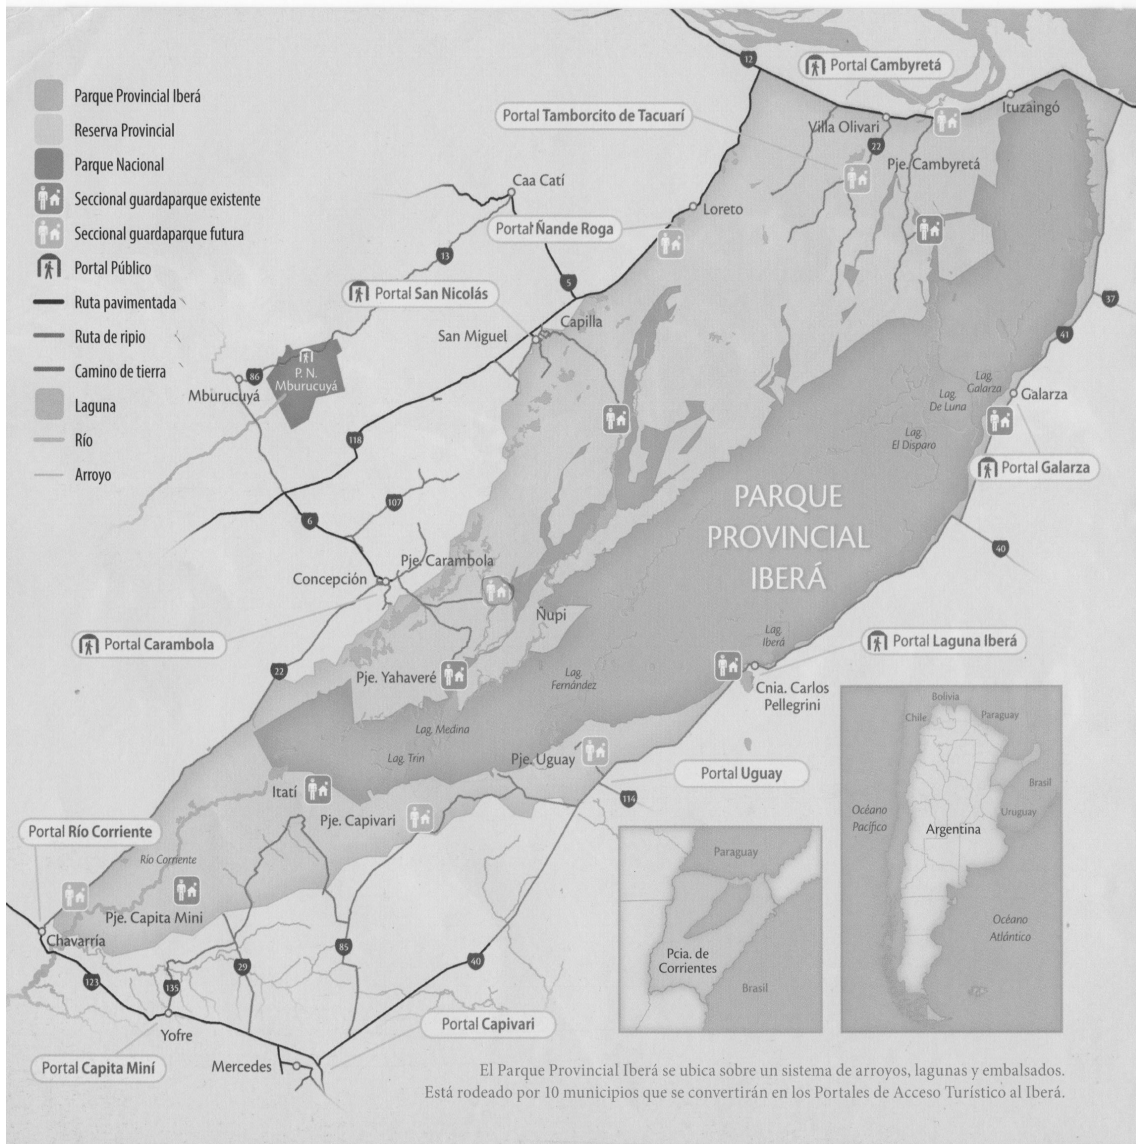 Parque Provincial Iberá
Reserva Provincial
Parque Nacional
Seccional guardaparque existente
Seccional guardaparque futura
Portal Público
Ruta pavimentada
Ruta de ripio
Camino de tierra
Laguna
Río
Arroyo
12
Portal Cambyretá
Ituzaingó
Portal Tamborcito de Tacuarí
Villa Olivari
22
Pje. Cambyretá
Caa Catí
Loreto
Portal Ñande Roga
13
5
Portal San Nicolás
37
Capilla
San Miguel
41
P. N.
Mburucuyá
86
Mburucuyá
Lag.
Galarza
Lag.
De Luna
Galarza
118
Lag.
El Disparo
Portal Galarza
PARQUE
PROVINCIAL
IBERÁ
107
6
40
Pje. Carambola
Concepción
Ñupi
Portal Carambola
Lag.
Iberá
Portal Laguna Iberá
22
Pje. Yahaveré
Lag.
Fernández
Cnia. Carlos
Pellegrini
Lag. Medina
Lag. Trin
Pje. Uguay
Portal Uguay
Itatí
114
Pje. Capivari
Portal Río Corriente
Río Corriente
Pje. Capita Mini
Chavarría
123
135
29
85
40
Yofre
Portal Capivari
Mercedes
Portal Capita Miní
Paraguay
Pcia. de
Corrientes
Brasil
Bolivia
Chile
Paraguay
Brasil
Uruguay
Océano
Pacífico
Argentina
Océano
Atlántico
El Parque Provincial Iberá se ubica sobre un sistema de arroyos, lagunas y embalsados.
Está rodeado por 10 municipios que se convertirán en los Portales de Acceso Turístico al Iberá.